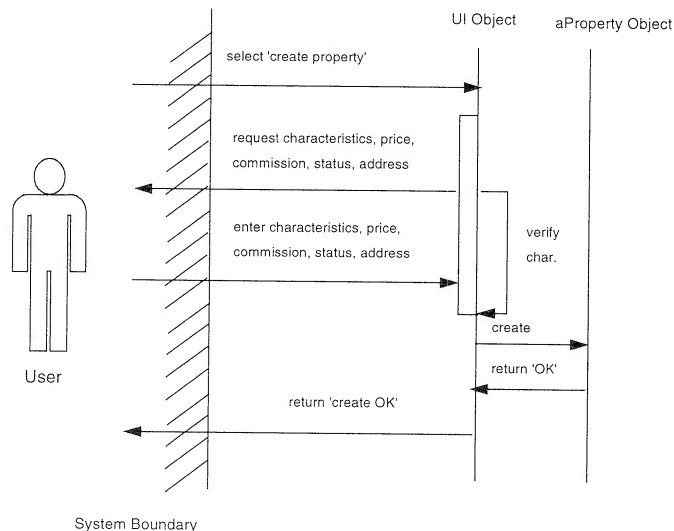 UI Object
aProperty Object
select 'create property'
request characteristics, price,
commission, status, address
enter characteristics, price,
commission, status, address
verify
char.
create
return 'OK'
return 'create OK'
User
System Boundary